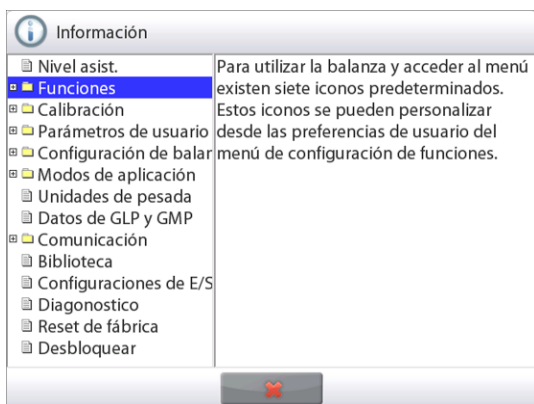 Información
Nivel asist.
Funciones
Calibración
Parámetros de usuario
Configuración de balar
Modos de aplicación
Unidades de pesada
Datos de GLP y GMP
Comunicación
Biblioteca
Configuraciones de E/S
Diagonostico
Reset de fábrica
Desbloquear
Para utilizar la balanza y acceder al menú
existen siete iconos predeterminados.
Estos iconos se pueden personalizar
desde las preferencias de usuario del
menú de configuración de funciones.